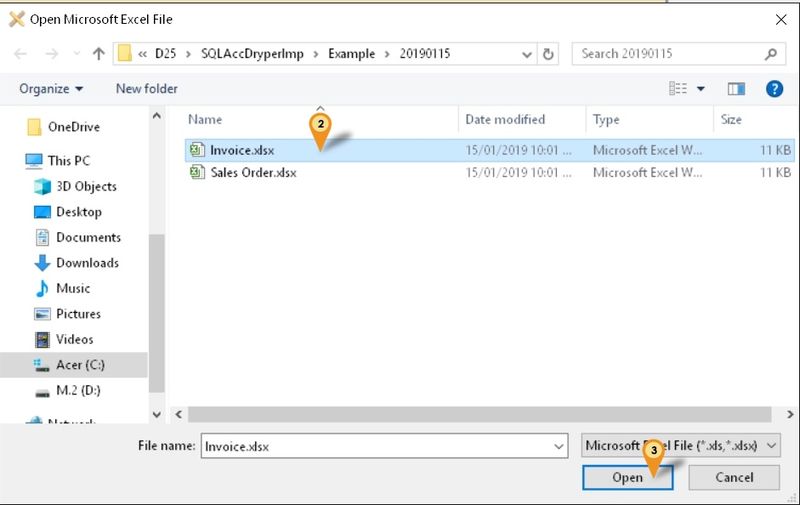 Open Microsoft Excel File
« D25 › SQLAccDryperImp › Example › 20190115
Search 20190115
Organize
New folder
Name
Date modified
Type
Size
2
Invoice.xlsx
15/01/2019 10:01 ...
Microsoft Excel W...
11 KB
Sales Order.xlsx
15/01/2019 10:01 ...
Microsoft Excel W...
11 KB
OneDrive
This PC
3D Objects
Desktop
Documents
Downloads
Music
Pictures
Videos
Acer (C:)
M.2 (D:)
Network
File name:
Invoice.xlsx
Microsoft Excel File (*.xls,*.xlsx)
3
Open
Cancel